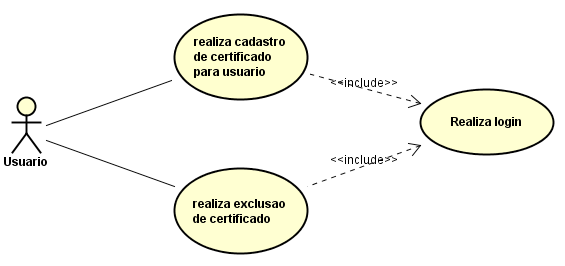 realiza cadastro
de certificado
para usuario
<<include>>
Realiza login
Usuario
<<include>>
realiza exclusao
de certificado